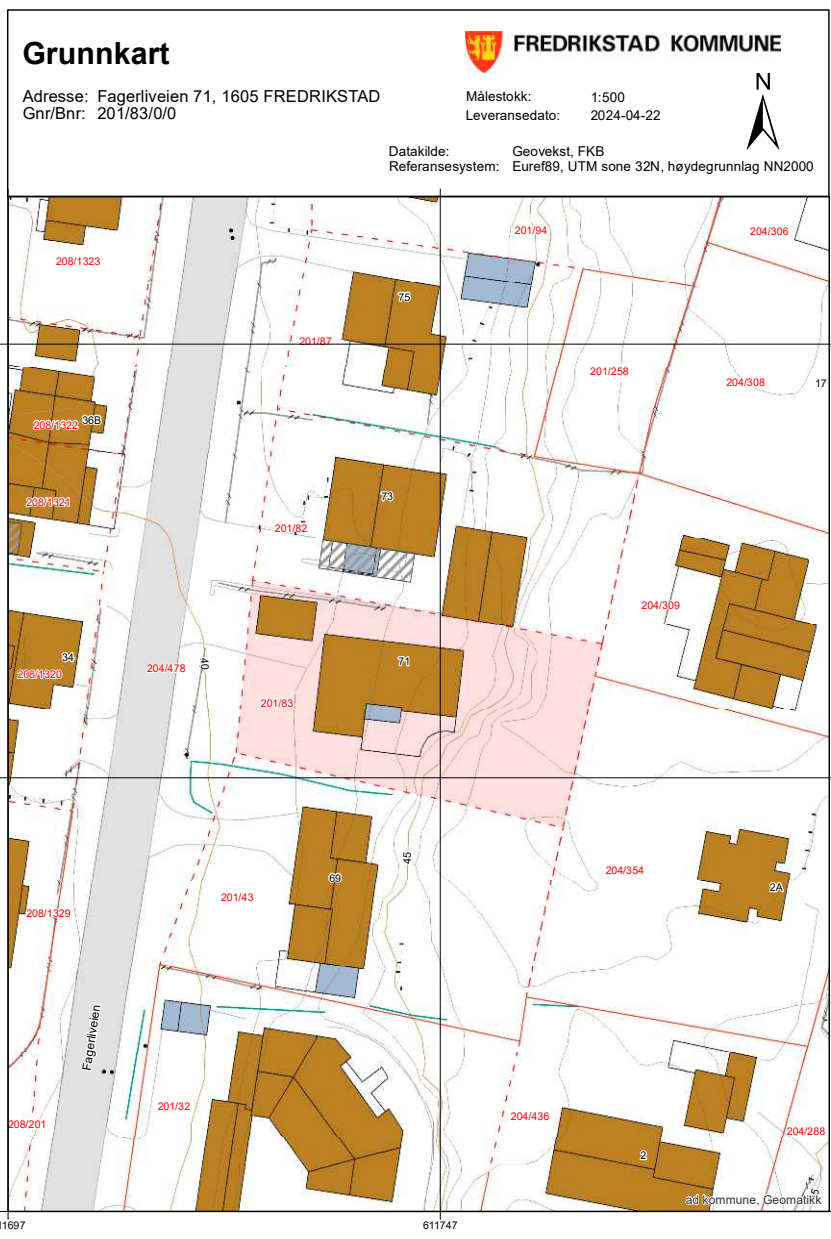 Grunnkart
FREDRIKSTAD KOMMUNE
Adresse: Fagerliveien 71, 1605 FREDRIKSTAD
Gnr/Bnr: 201/83/0/0
Målestokk: 1:500
Leveransedato: 2024-04-22
N
Datakilde: Geovekst, FKB
Referansesystem: Euref89, UTM sone 32N, høydegrunnlag NN2000
201/94
204/306
208/1323
75
201/87
201/258
204/308
17
36B
208/1322
73
208/1321
201/82
204/309
34
208/1320
204/478
40
71
201/83
45
69
204/354
2A
201/43
208/1329
Fagerliveien
201/32
208/201
204/436
204/288
2
5
ad kommune, Geomatikk
611747